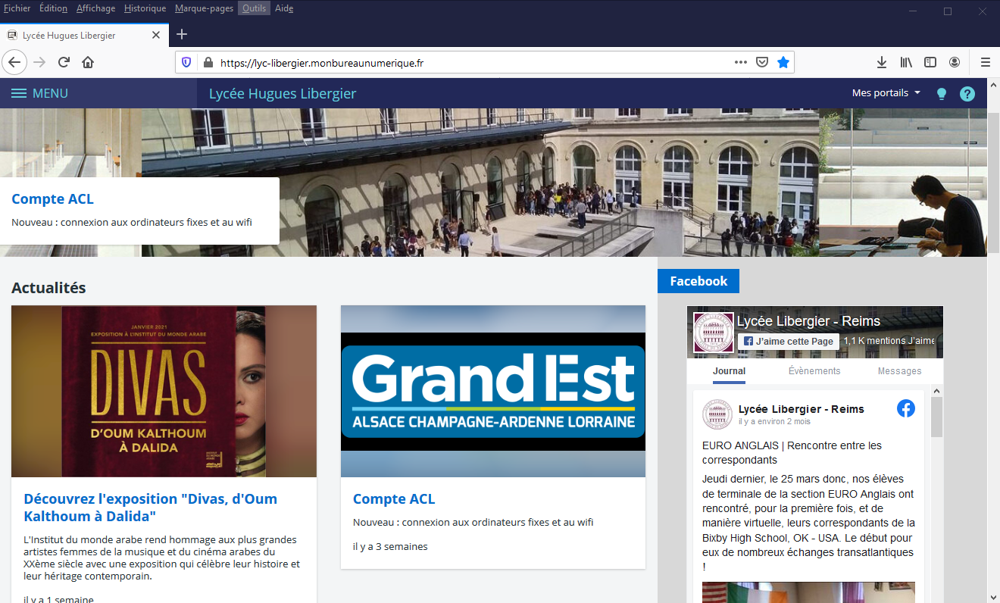 Fichier Édition Affichage Historique Marque-pages Outils Aide
Lycée Hugues Libergier
https://lyc-libergier.monbureaunumerique.fr
MENU
Lycée Hugues Libergier
Mes portails
?
Compte ACL
Nouveau : connexion aux ordinateurs fixes et au wifi
Actualités
JANVIER 2021
EXPOSITION À L'INSTITUT DU MONDE ARABE
DIVAS
D'OUM KALTHOUM
À DALIDA
Découvrez l'exposition "Divas, d'Oum
Kalthoum à Dalida"
L'Institut du monde arabe rend hommage aux plus grandes
artistes femmes de la musique et du cinéma arabes du
XXème siècle avec une exposition qui célèbre leur histoire et
leur héritage contemporain.
il y a 1 semaine
Grand Est
ALSACE CHAMPAGNE-ARDENNE LORRAINE
Compte ACL
Nouveau : connexion aux ordinateurs fixes et au wifi
il y a 3 semaines
Facebook
Lycée Libergier - Reims
J'aime cette Page 1,1 K mentions J'aime
Journal Évènements Messages
Lycée Libergier - Reims
il y a environ 2 mois
EURO ANGLAIS | Rencontre entre les
correspondants
Jeudi dernier, le 25 mars donc, nos élèves
de terminale de la section EURO Anglais ont
rencontré, pour la première fois, et de
manière virtuelle, leurs correspondants de la
Bixby High School, OK - USA. Le début pour
eux de nombreux échanges transatlantiques
!